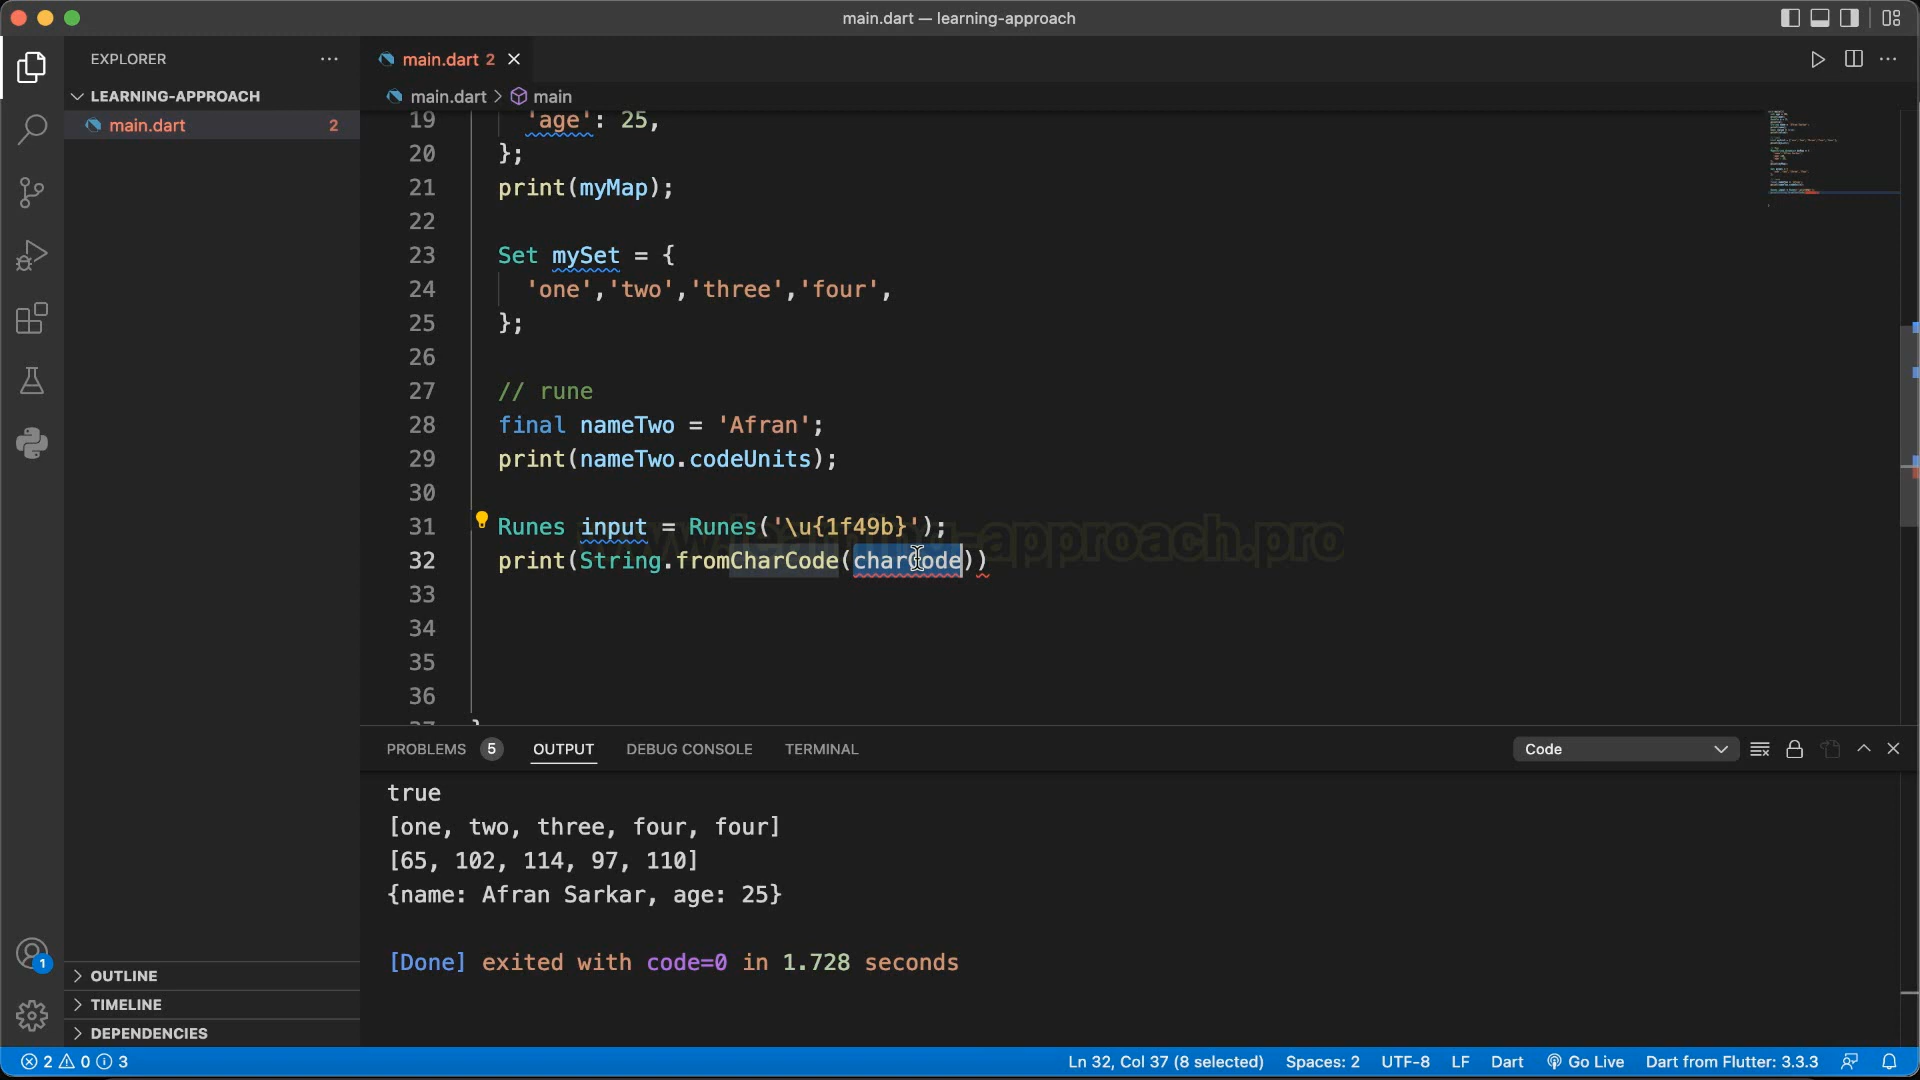 main.dart — learning-approach
EXPLORER
LEARNING-APPROACH
main.dart 2
OUTLINE
TIMELINE
DEPENDENCIES
main.dart 2
main.dart > main
19 'age': 25,
20 };
21 print(myMap);
22
23 Set mySet = {
24 'one','two','three','four',
25 };
26
27 // rune
28 final nameTwo = 'Afran';
29 print(nameTwo.codeUnits);
30
31 Runes input = Runes('\u{1f49b}');
32 print(String.fromCharCode(charCode))
33
34
35
36
37 }
www.learning-approach.pro
PROBLEMS 5 OUTPUT DEBUG CONSOLE TERMINAL Code
true
[one, two, three, four, four]
[65, 102, 114, 97, 110]
{name: Afran Sarkar, age: 25}
[Done] exited with code=0 in 1.728 seconds
1
2 0 3 Ln 32, Col 37 (8 selected) Spaces: 2 UTF-8 LF Dart Go Live Dart from Flutter: 3.3.3